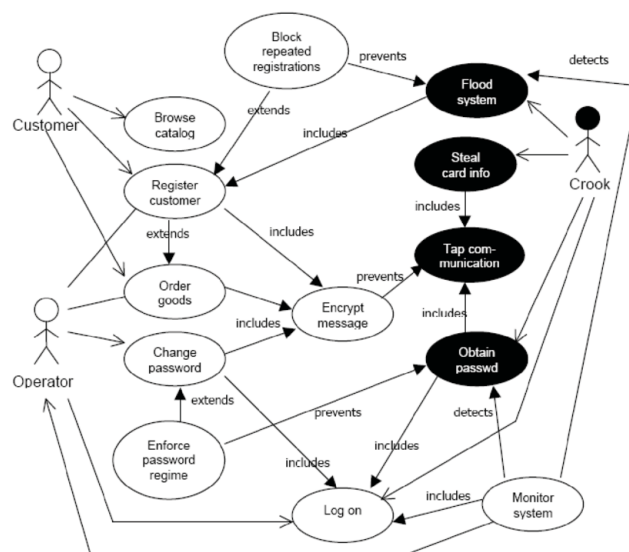 Block
repeated
registrations
prevents
detects
Flood
system
Customer
Browse
catalog
extends
includes
Steal
card info
Crook
Register
customer
includes
extends
includes
Tap com-
munication
prevents
Order
goods
Encrypt
message
includes
includes
Change
password
Obtain
passwd
Operator
extends
prevents
detects
Enforce
password
regime
includes
includes
Log on
includes
Monitor
system